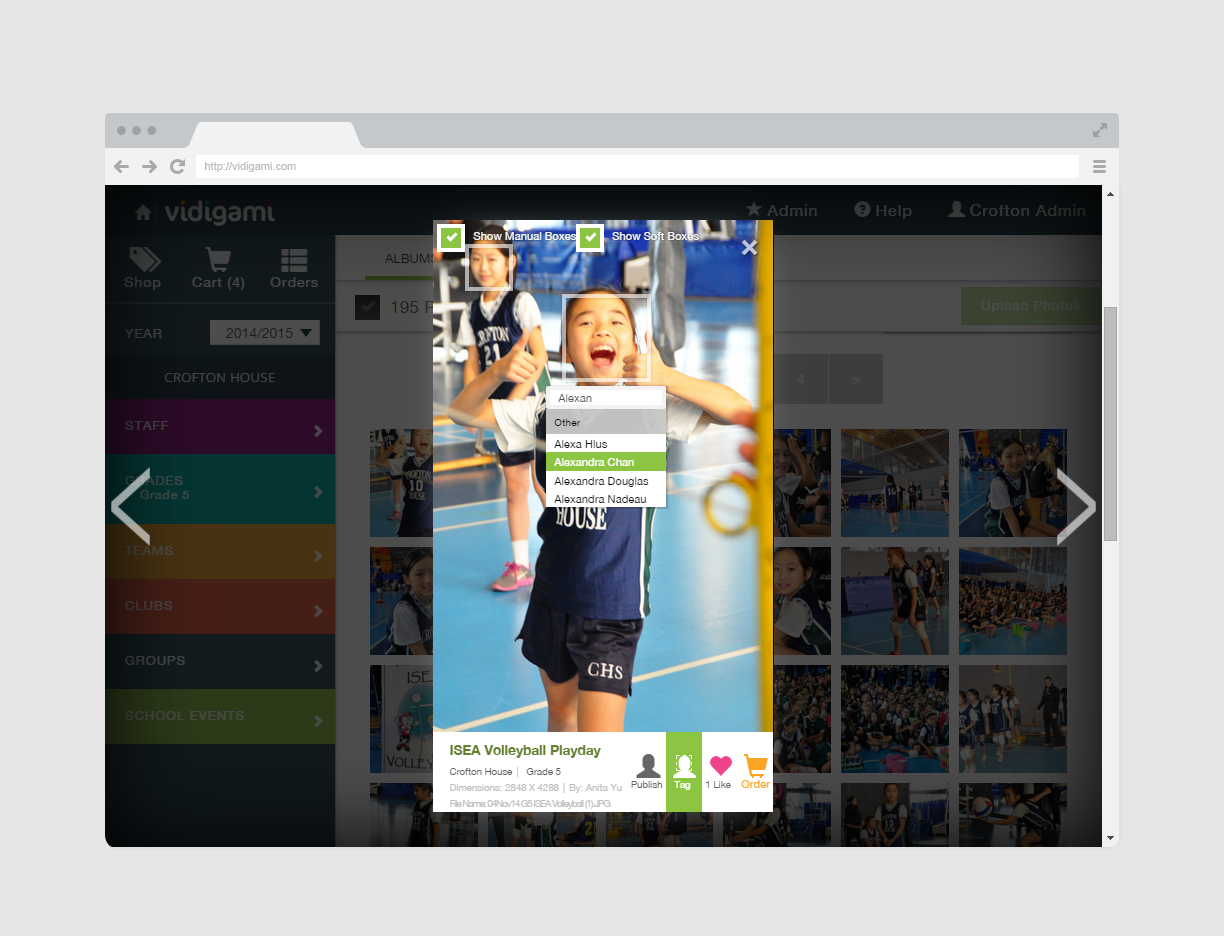 http://vidigami.com
vidigami
Admin
Help
Crofton Admin
Shop
Cart (4)
Orders
YEAR
2014/2015
CROFTON HOUSE
STAFF
GRADES
Grade 5
TEAMS
CLUBS
GROUPS
SCHOOL EVENTS
ALBUMS
195 P
Upload Photos
4
>
Show Manual Boxes
Show Soft Boxes
CROFTON
21
Alexan
Other
Alexa Hlus
Alexandra Chan
Alexandra Douglas
Alexandra Nadeau
HOUSE
CHS
ISEA Volleyball Playday
Crofton House | Grade 5
Dimensions: 2848 X 4288 | By: Anita Yu
File Name: 04Nov14 G5 ISEA Volleyball (1).JPG
Publish
Tag
1 Like
Order
CROFTON
10
HOUSE
ISEA
VOLLEY